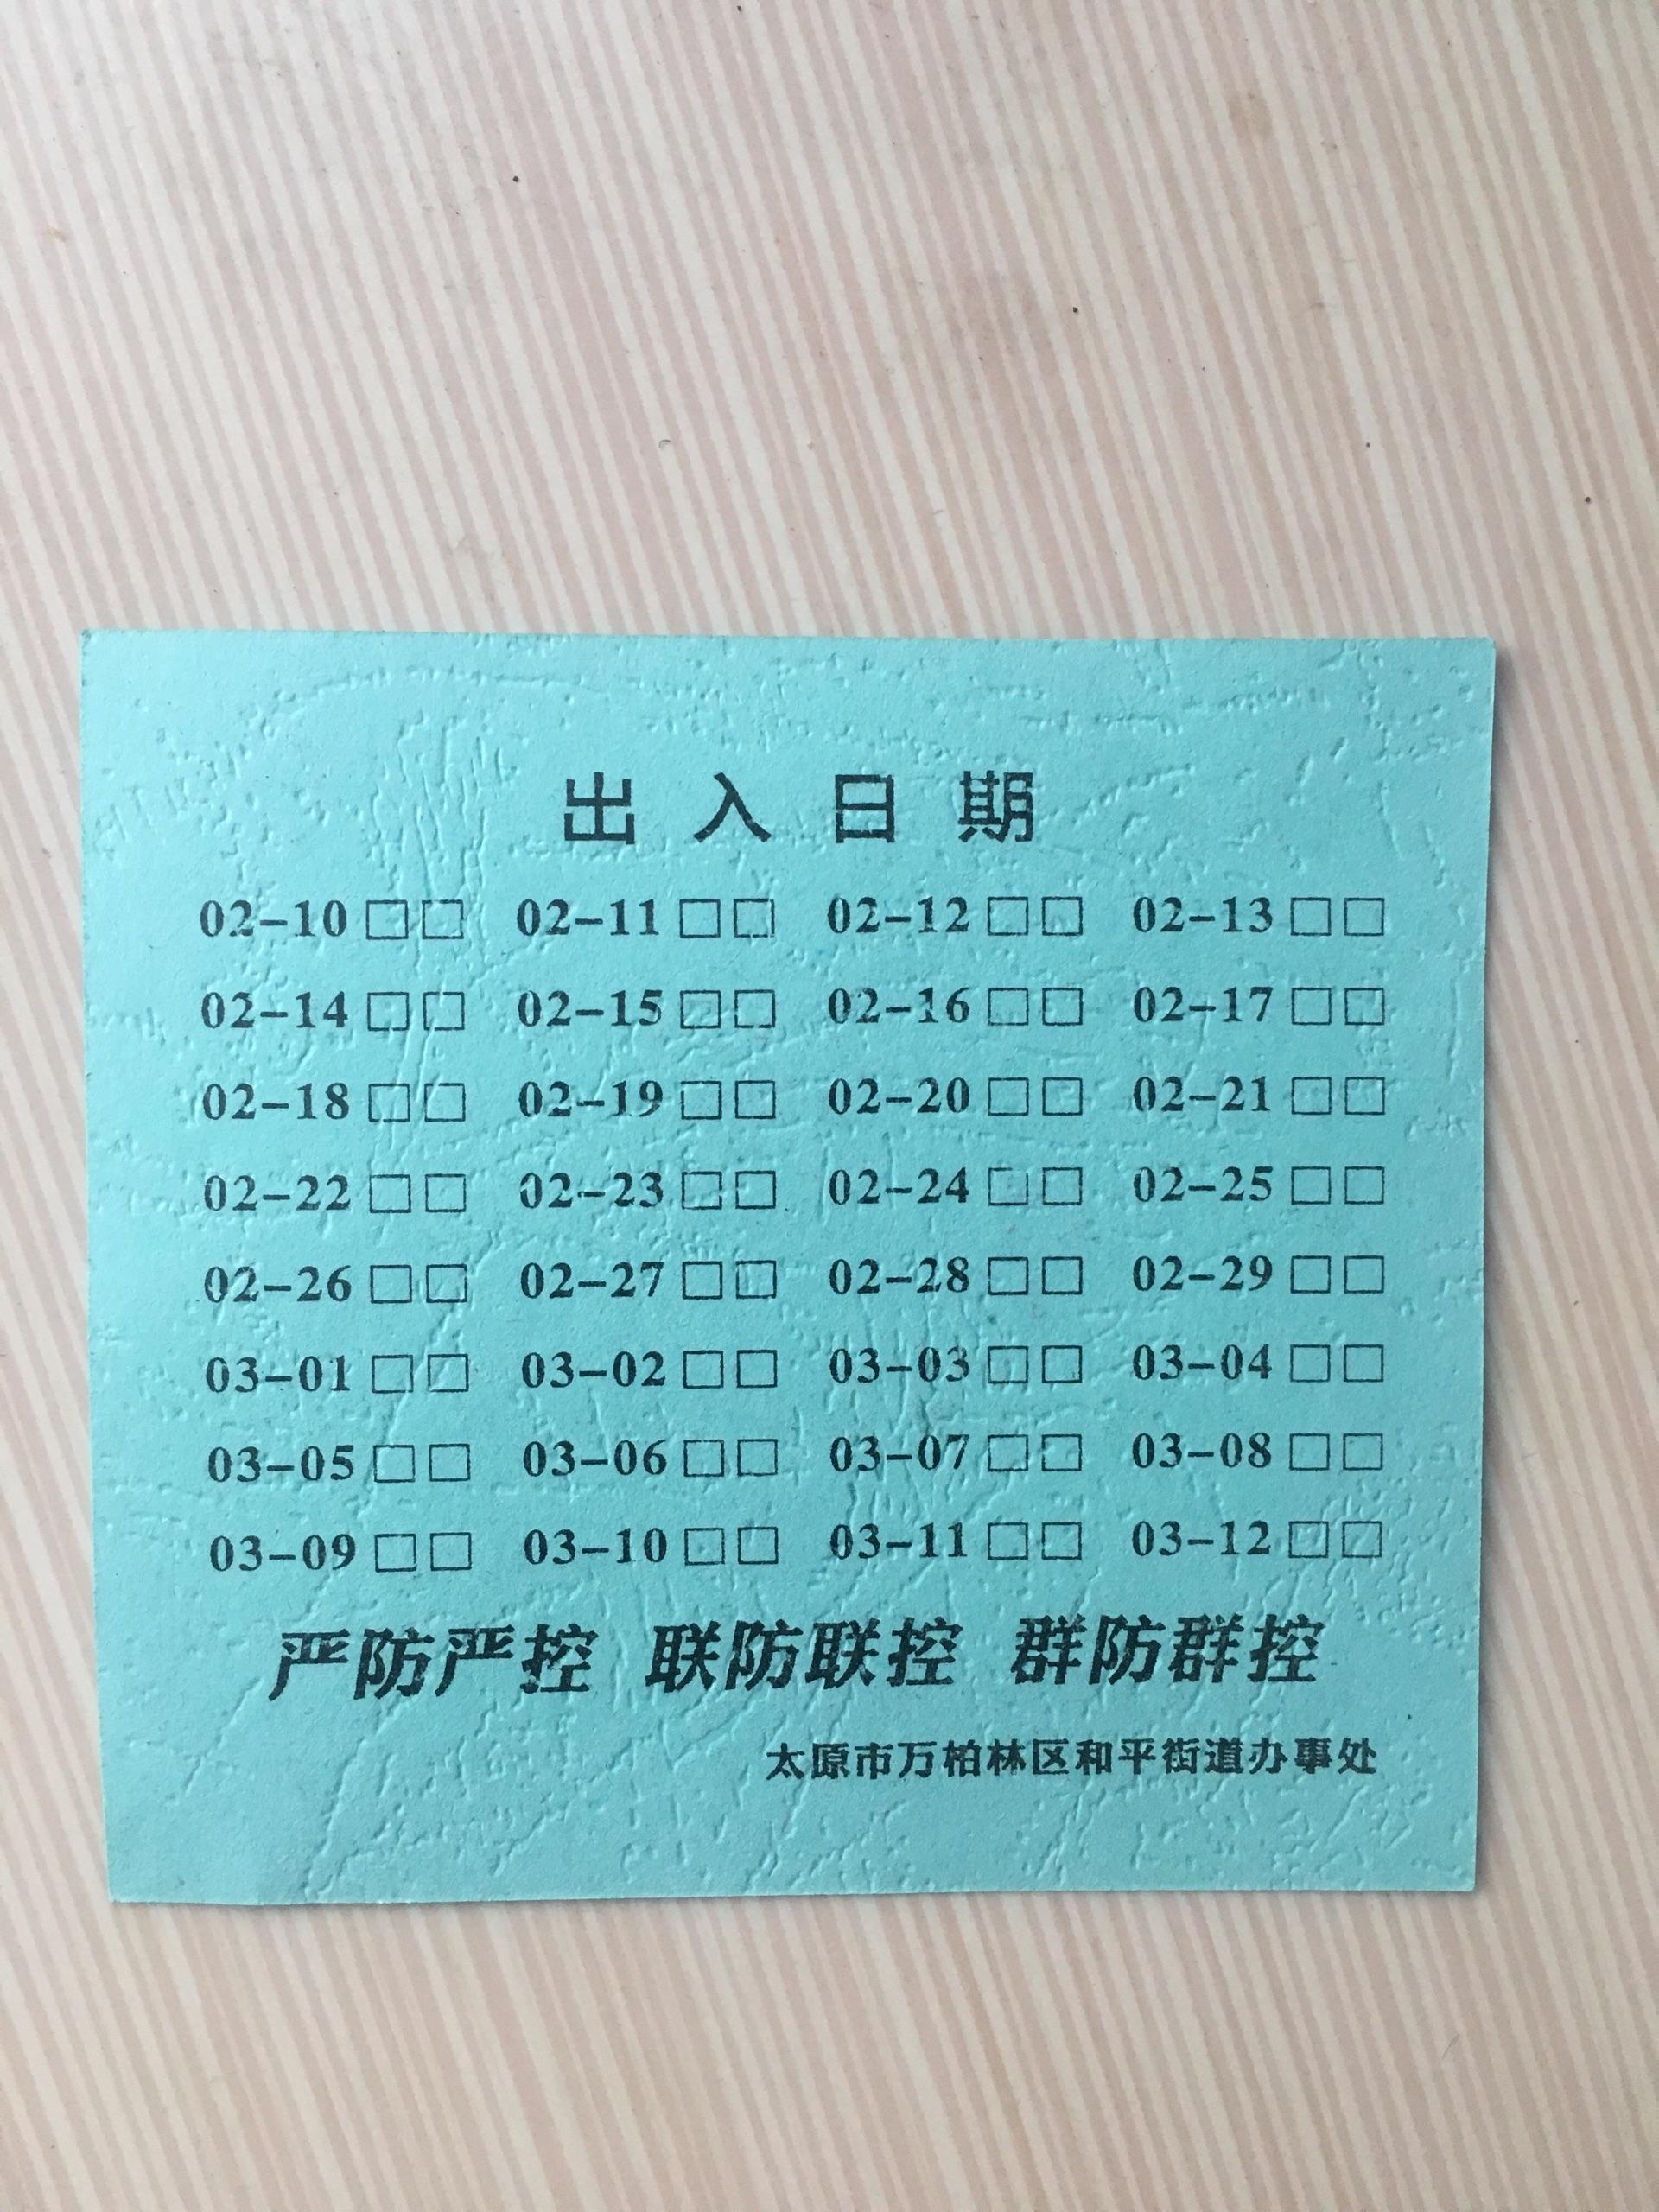 出入日期
02-10 □□ 02-11 □□ 02-12 □□ 02-13 □□
02-14 □□ 02-15 □□ 02-16 □□ 02-17 □□
02-18 □□ 02-19 □□ 02-20 □□ 02-21 □□
02-22 □□ 02-23 □□ 02-24 □□ 02-25 □□
02-26 □□ 02-27 □□ 02-28 □□ 02-29 □□
03-01 □□ 03-02 □□ 03-03 □□ 03-04 □□
03-05 □□ 03-06 □□ 03-07 □□ 03-08 □□
03-09 □□ 03-10 □□ 03-11 □□ 03-12 □□
严防严控 联防联控 群防群控
太原市万柏林区和平街道办事处